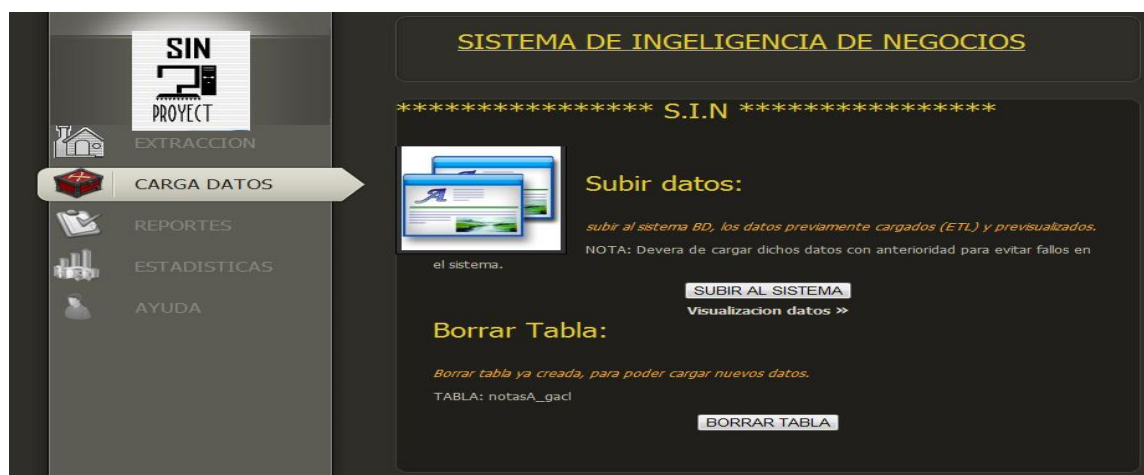 SIN
PROYECT
EXTRACCION
CARGA DATOS
REPORTES
ESTADISTICAS
AYUDA
SISTEMA DE INGELIGENCIA DE NEGOCIOS
**************** S.I.N ****************
Subir datos:
subir al sistema BD, los datos previamente cargados (ETL) y previsualizados.
NOTA: Devera de cargar dichos datos con anterioridad para evitar fallos en
el sistema.
SUBIR AL SISTEMA
Visualizacion datos »
Borrar Tabla:
Borrar tabla ya creada, para poder cargar nuevos datos.
TABLA: notasA_gacl
BORRAR TABLA